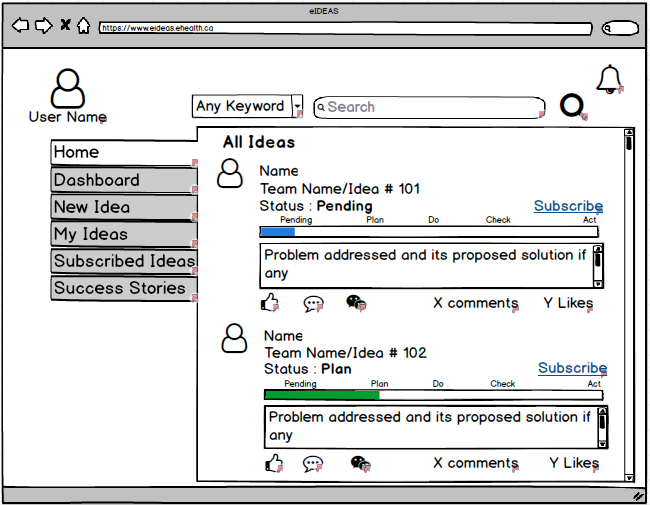 eIDEAS
https://www.eideas.ehealth.ca
User Name
Any Keyword
Search
Home
Dashboard
New Idea
My Ideas
Subscribed Ideas
Success Stories
All Ideas
Name
Team Name/Idea # 101
Status : Pending
Subscribe
Pending Plan Do Check Act
Problem addressed and its proposed solution if
any
X comments Y Likes
Name
Team Name/Idea # 102
Status : Plan
Subscribe
Pending Plan Do Check Act
Problem addressed and its proposed solution if
any
X comments Y Likes